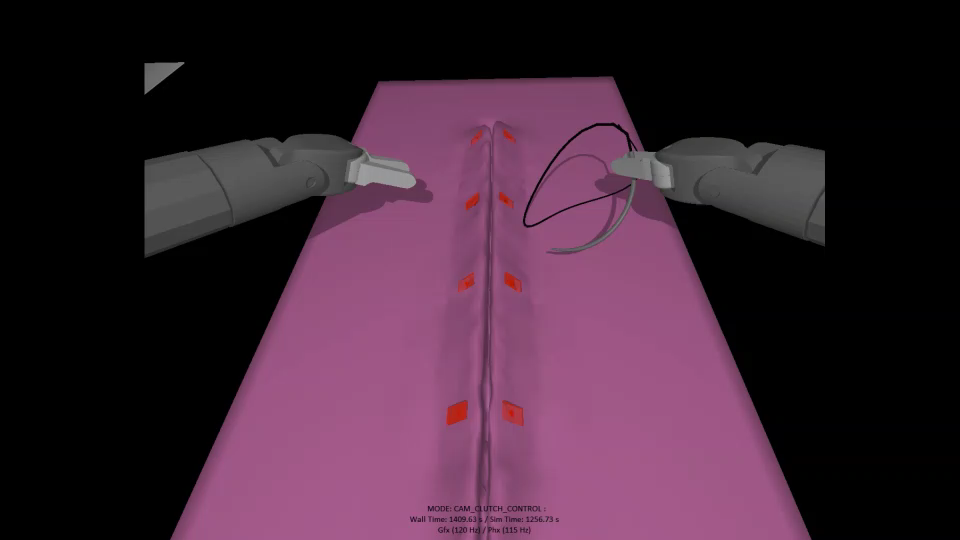 MODE: CAM_CLUTCH_CONTROL :
Wall Time: 1409.63 s / Sim Time: 1256.73 s
Gfx (120 Hz) / Phx (115 Hz)